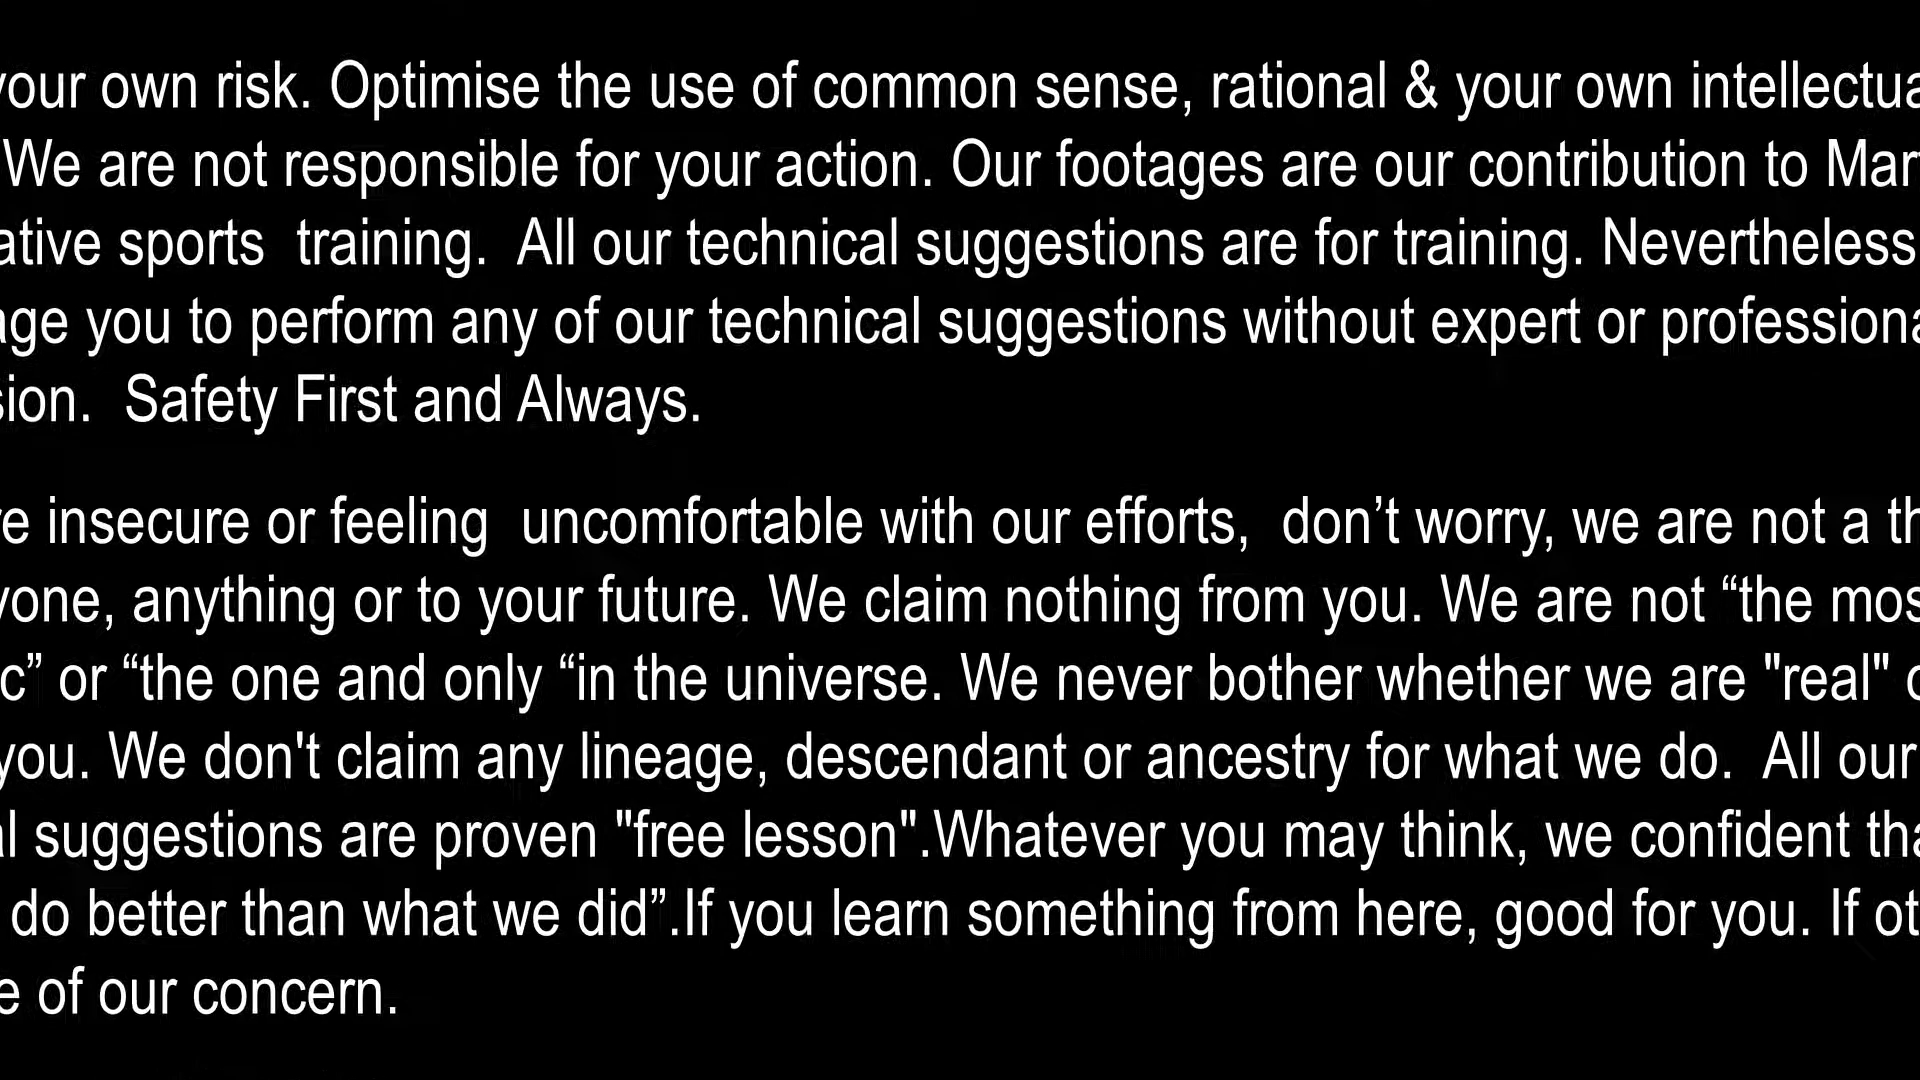 your own risk. Optimise the use of common sense, rational & your own intellectua
We are not responsible for your action. Our footages are our contribution to Mar
ative sports  training.  All our technical suggestions are for training. Nevertheless
age you to perform any of our technical suggestions without expert or professiona
sion.  Safety First and Always.
re insecure or feeling  uncomfortable with our efforts,  don’t worry, we are not a th
yone, anything or to your future. We claim nothing from you. We are not “the mos
c” or “the one and only “in the universe. We never bother whether we are "real" o
you. We don't claim any lineage, descendant or ancestry for what we do.  All our
al suggestions are proven "free lesson".Whatever you may think, we confident tha
do better than what we did”.If you learn something from here, good for you. If ot
e of our concern.